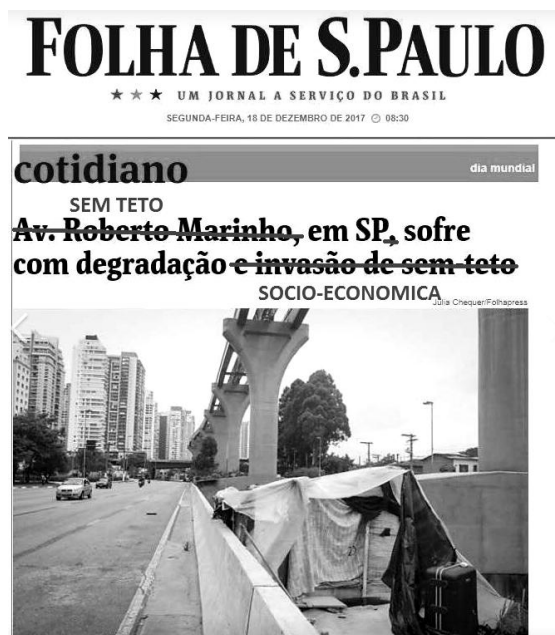 FOLHA DE S.PAULO
★ ★ ★ UM JORNAL A SERVIÇO DO BRASIL
SEGUNDA-FEIRA, 18 DE DEZEMBRO DE 2017 08:30
cotidiano
dia mundial
SEM TETO
Av. Roberto Marinho, em SP, sofre
com degradação e invasão de sem teto
SOCIO-ECONOMICA
Julia Chequer/Folhapress